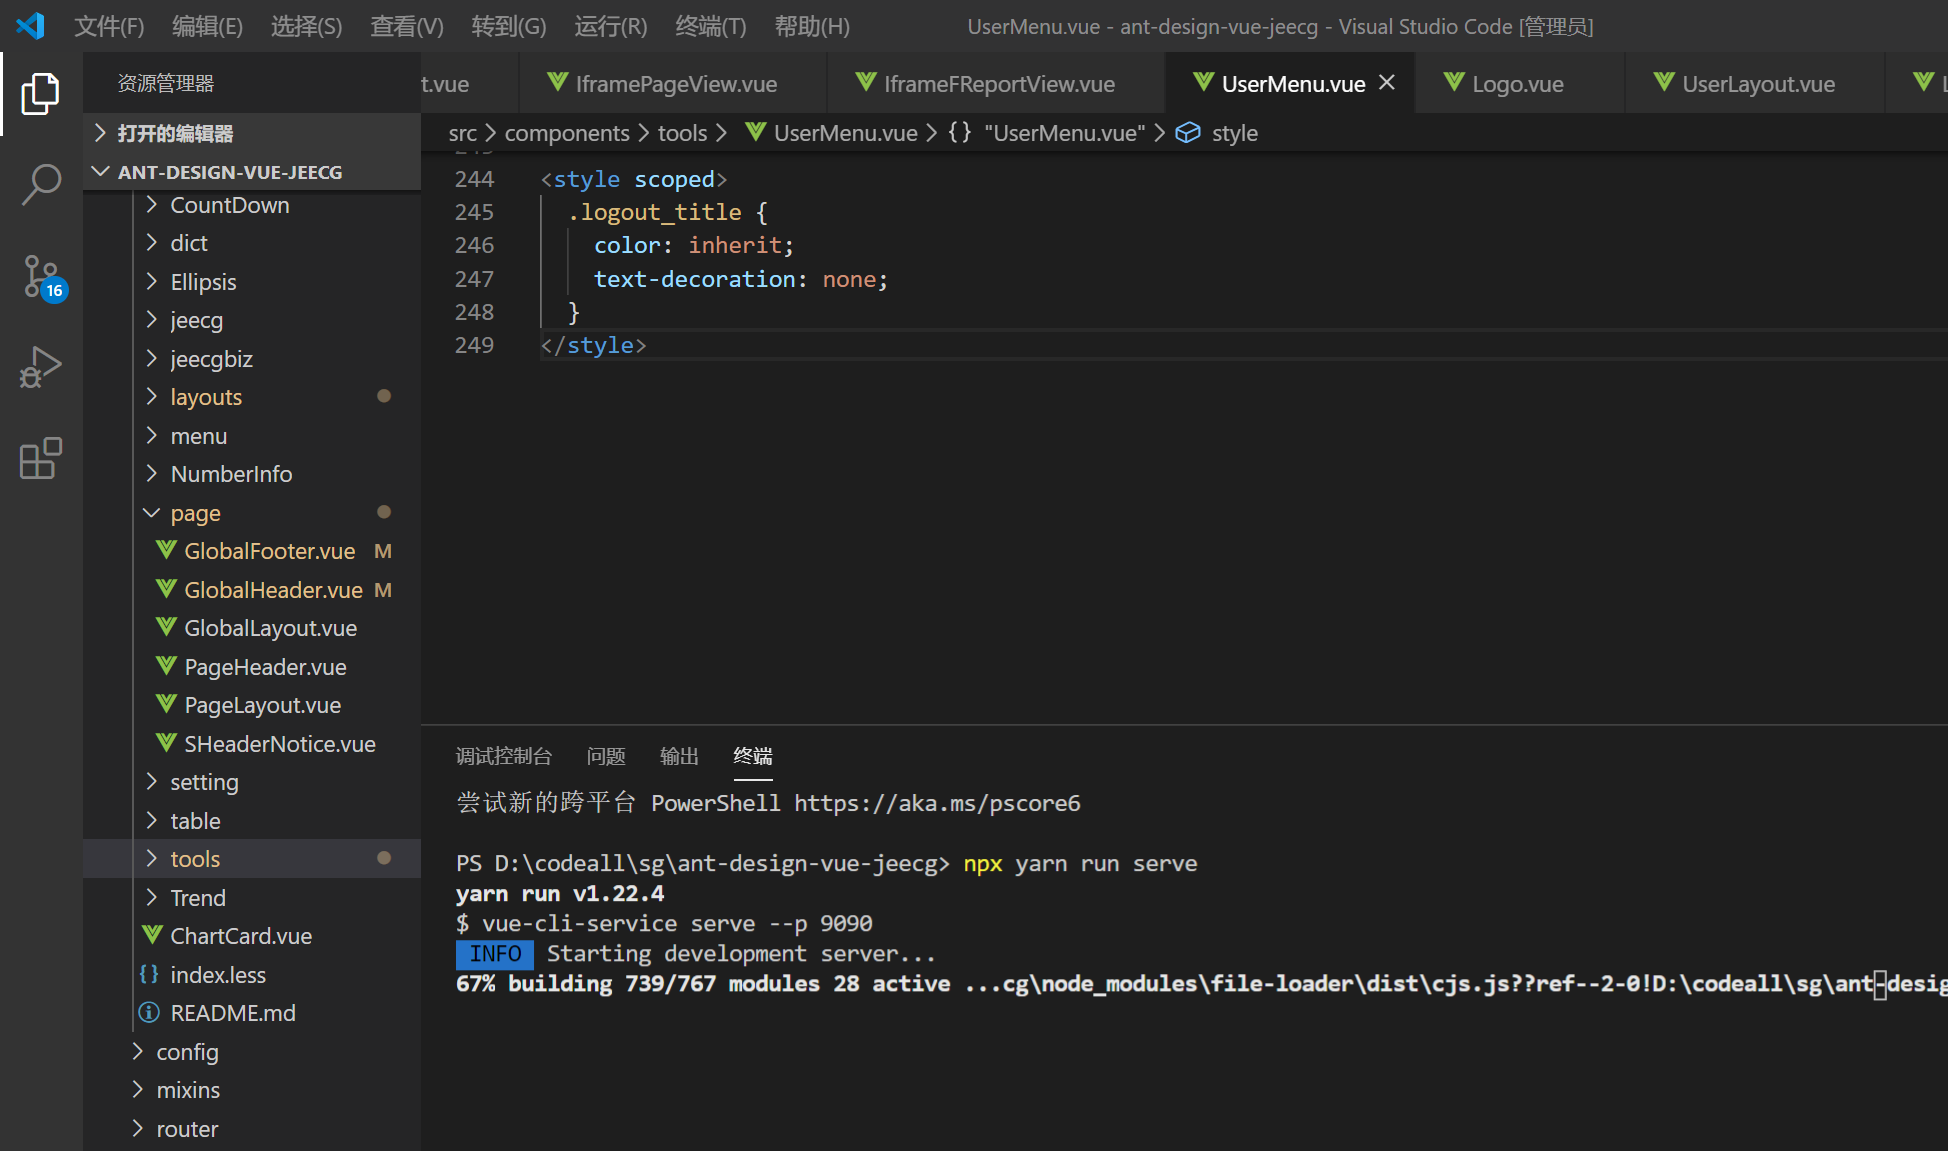 文件(F) 编辑(E) 选择(S) 查看(V) 转到(G) 运行(R) 终端(T) 帮助(H) UserMenu.vue - ant-design-vue-jeecg - Visual Studio Code [管理员]
资源管理器
打开的编辑器
ANT-DESIGN-VUE-JEECG
CountDown
dict
Ellipsis
jeecg
jeecgbiz
layouts
menu
NumberInfo
page
GlobalFooter.vue M
GlobalHeader.vue M
GlobalLayout.vue
PageHeader.vue
PageLayout.vue
SHeaderNotice.vue
setting
table
tools
Trend
ChartCard.vue
{} index.less
README.md
config
mixins
router
16
t.vue IframePageView.vue IframeFReportView.vue UserMenu.vue Logo.vue UserLayout.vue
src > components > tools > UserMenu.vue > {} "UserMenu.vue" > style
244 <style scoped>
245 .logout_title {
246 color: inherit;
247 text-decoration: none;
248 }
249 </style>
调试控制台 问题 输出 终端
尝试新的跨平台 PowerShell https://aka.ms/pscore6
PS D:\codeall\sg\ant-design-vue-jeecg> npx yarn run serve
yarn run v1.22.4
$ vue-cli-service serve --p 9090
INFO Starting development server...
67% building 739/767 modules 28 active ...cg\node_modules\file-loader\dist\cjs.js??ref--2-0!D:\codeall\sg\ant-desig